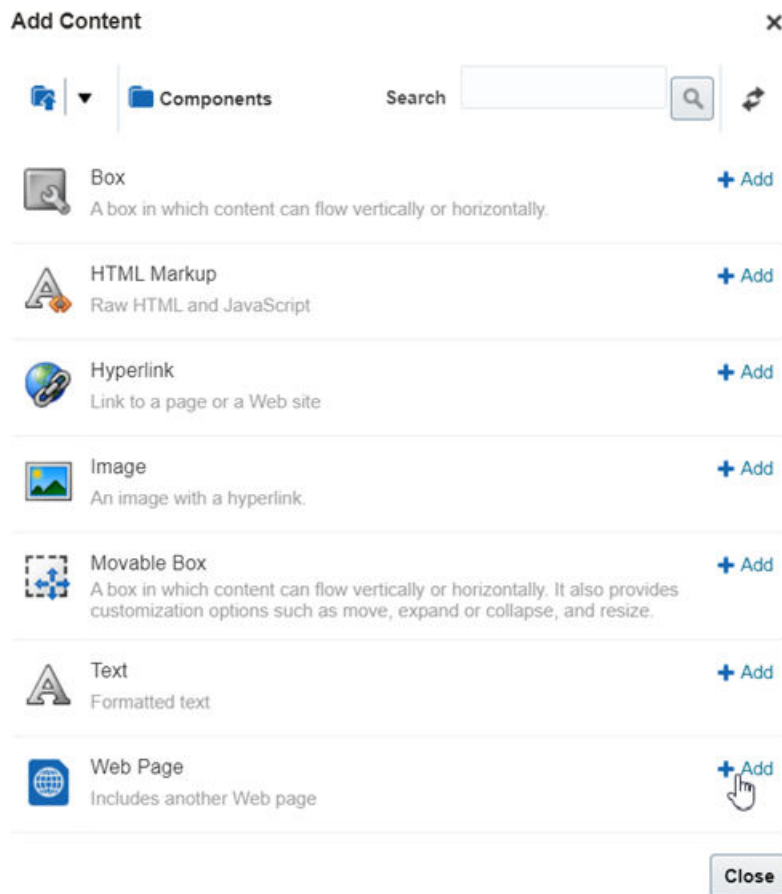 Add Content
Components Search
Box
Add
A box in which content can flow vertically or horizontally.
HTML Markup
Add
Raw HTML and JavaScript
Hyperlink
Add
Link to a page or a Web site
Image
Add
An image with a hyperlink.
Movable Box
Add
A box in which content can flow vertically or horizontally. It also provides
customization options such as move, expand or collapse, and resize.
Text
Add
Formatted text
Web Page
Add
Includes another Web page
Close